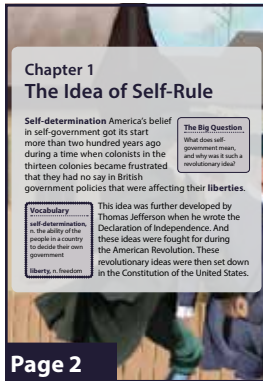 Chapter 1
The Idea of Self-Rule
Self-determination America's belief
in self-government got its start
more than two hundred years ago
during a time when colonists in the
thirteen colonies became frustrated
that they had no say in British
government policies that were affecting their liberties.
The Big Question
What does self-
government mean,
and why was it such a
revolutionary idea?
Vocabulary
self-determination,
n. the ability of the
people in a country
to decide their own
government
liberty, n. freedom
This idea was further developed by
Thomas Jefferson when he wrote the
Declaration of Independence. And
these ideas were fought for during
the American Revolution. These
revolutionary ideas were then set down
in the Constitution of the United States.
Page 2